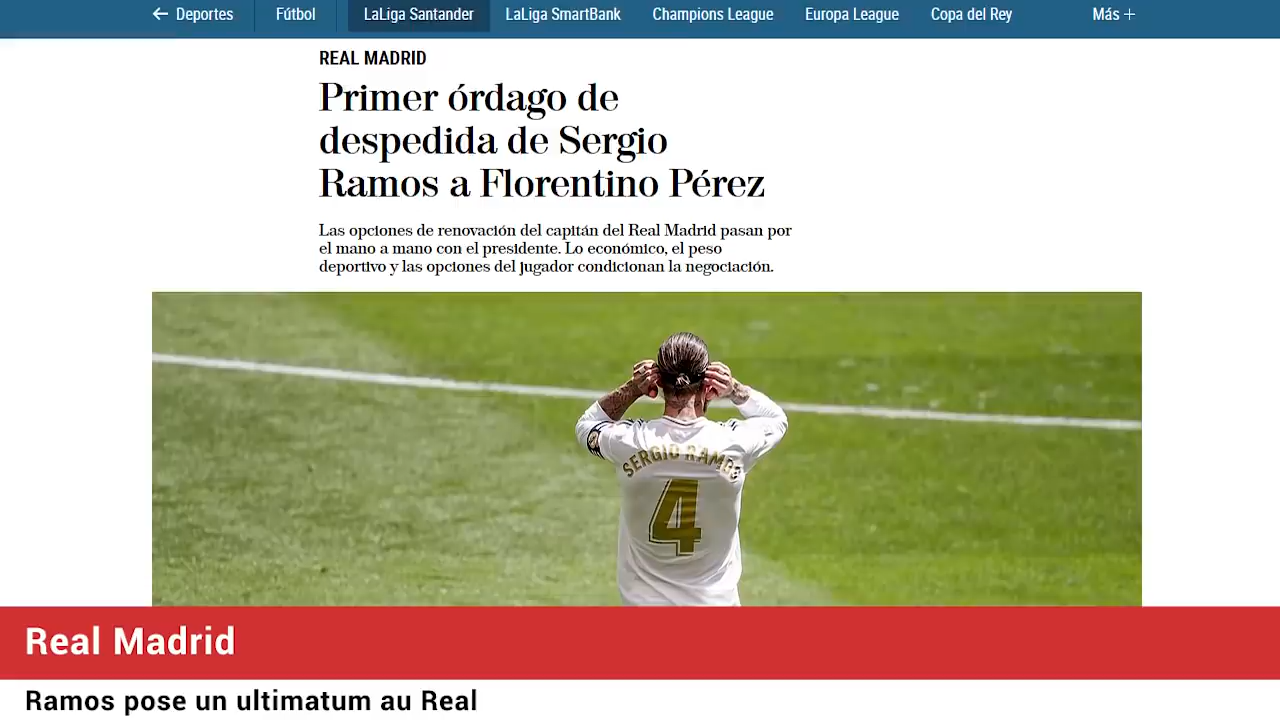 Deportes Fútbol LaLiga Santander LaLiga SmartBank Champions League Europa League Copa del Rey Más +
REAL MADRID
Primer órdago de
despedida de Sergio
Ramos a Florentino Pérez
Las opciones de renovación del capitán del Real Madrid pasan por
el mano a mano con el presidente. Lo económico, el peso
deportivo y las opciones del jugador condicionan la negociación.
SERGIO RAMOS
4
Real Madrid
Ramos pose un ultimatum au Real